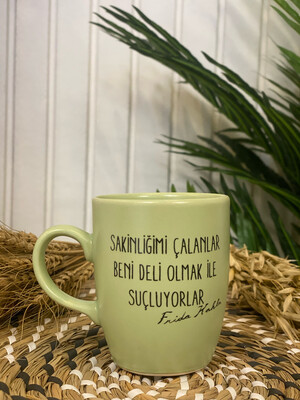 SAKİNLİĞİMİ ÇALANLAR
BENİ DELİ OLMAK İLE
SUÇLUYORLAR
Frida Kahlo